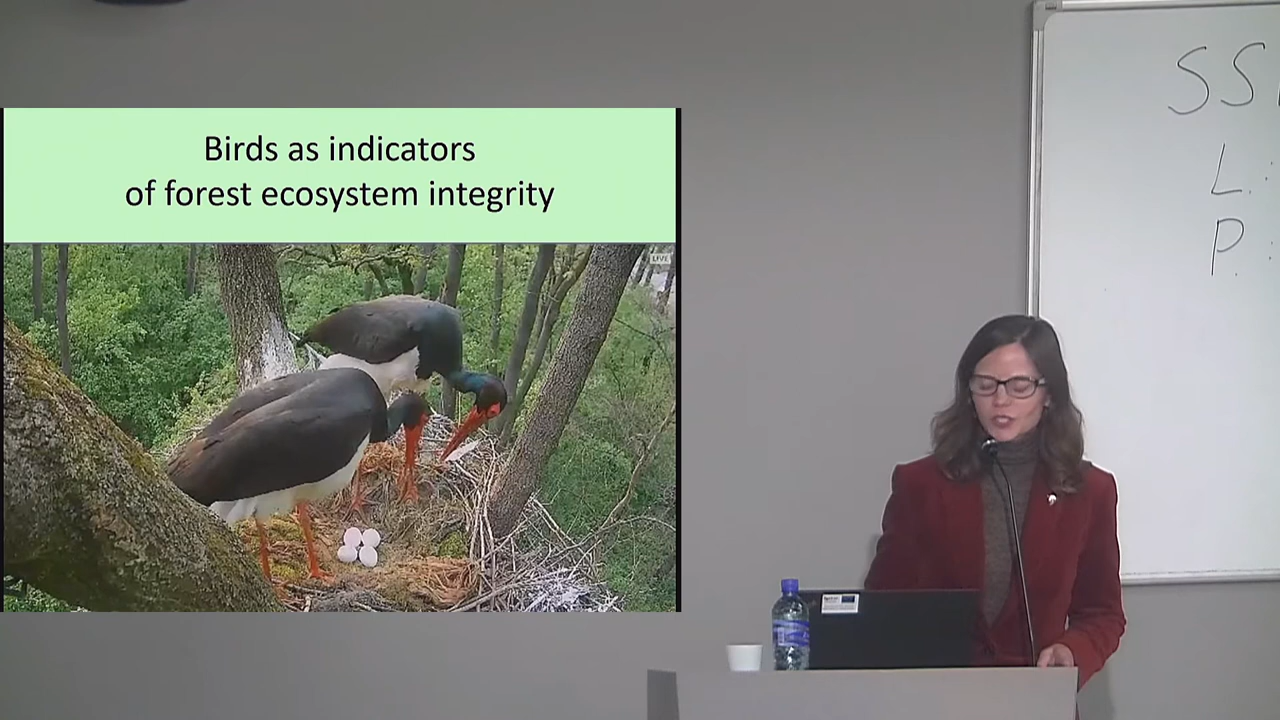 Birds as indicators
of forest ecosystem integrity
LIVE
SS
L.:
P.: